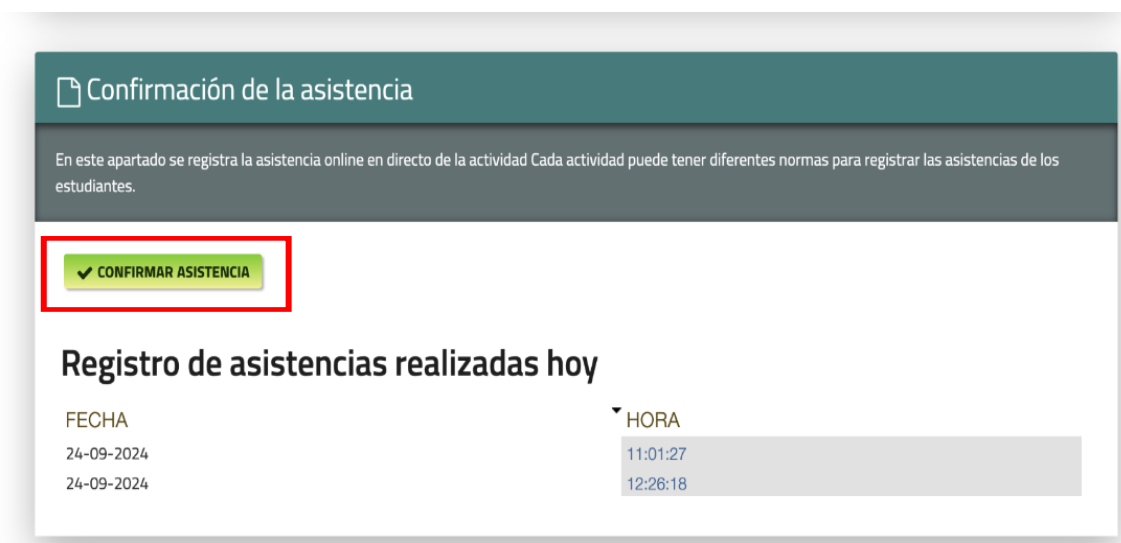 Confirmación de la asistencia
En este apartado se registra la asistencia online en directo de la actividad Cada actividad puede tener diferentes normas para registrar las asistencias de los
estudiantes.
CONFIRMAR ASISTENCIA
Registro de asistencias realizadas hoy
FECHA HORA
24-09-2024 11:01:27
24-09-2024 12:26:18